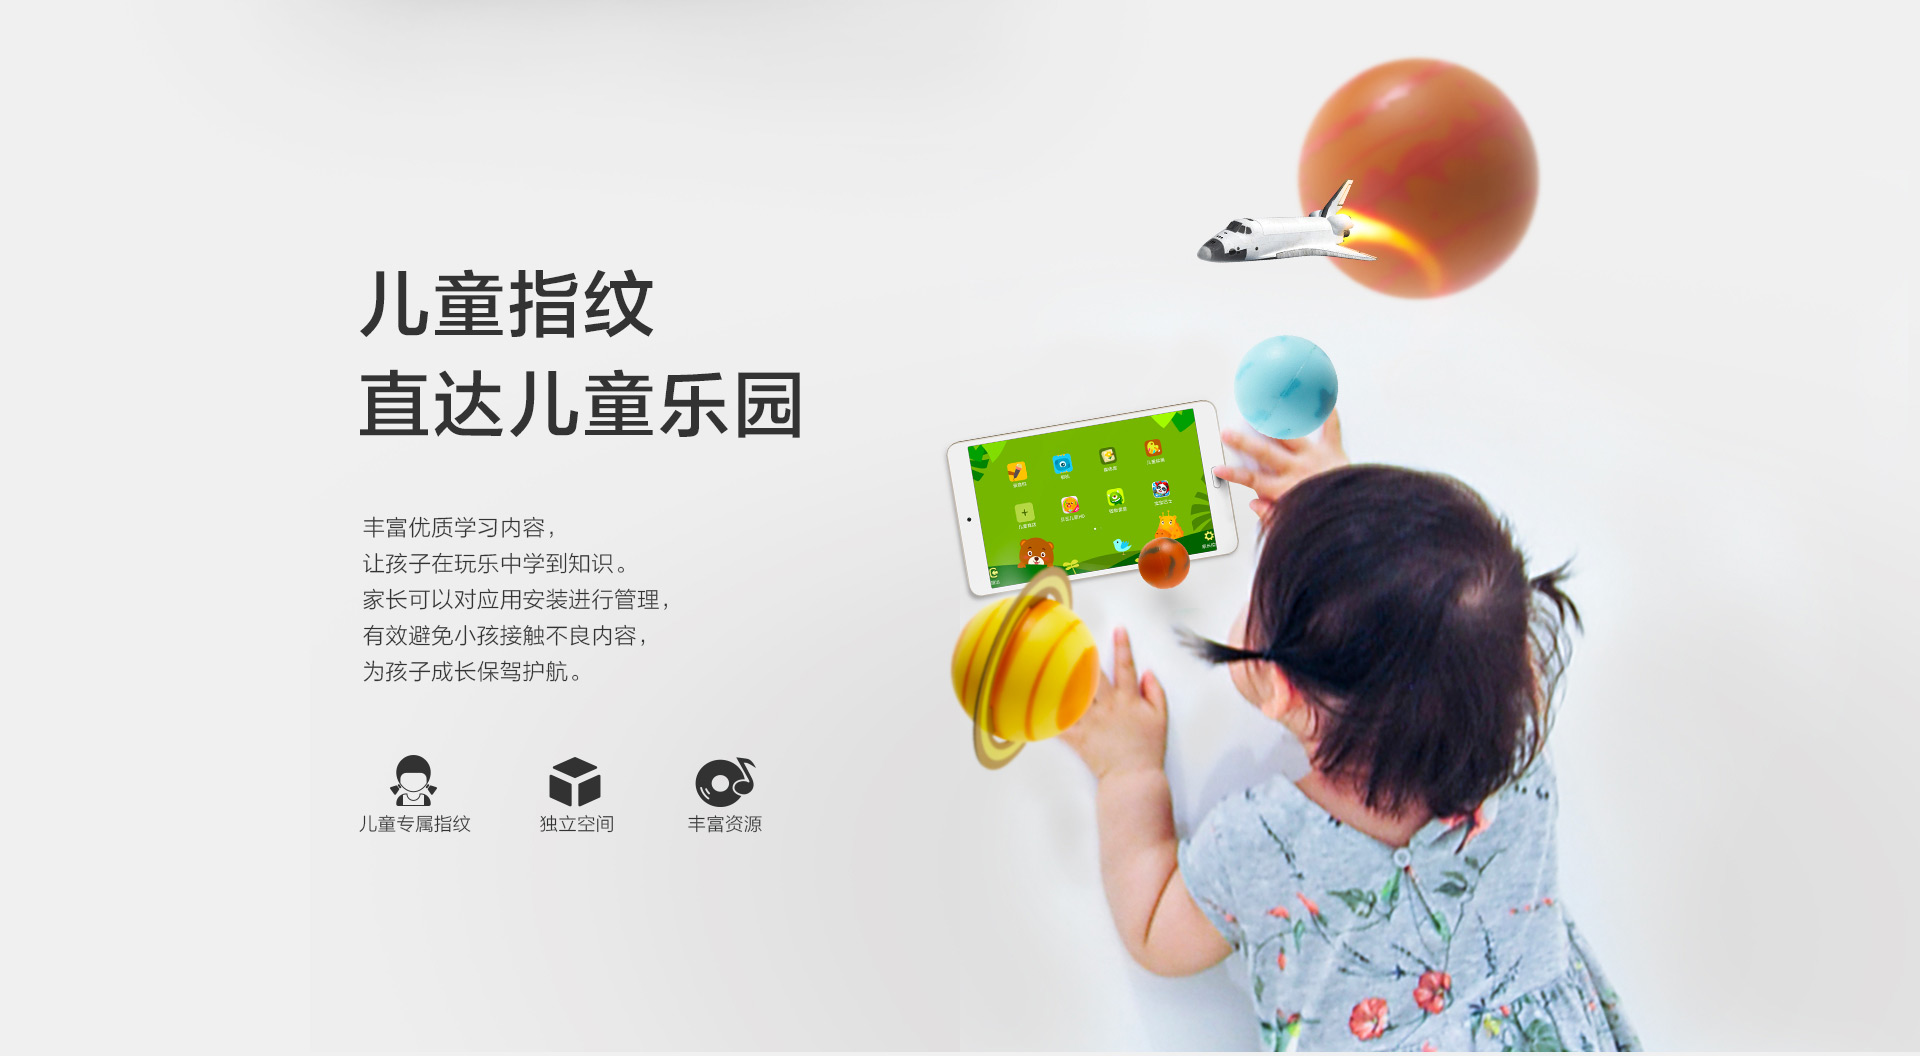 儿童指纹
直达儿童乐园
丰富优质学习内容，
让孩子在玩乐中学到知识。
家长可以对应用安装进行管理，
有效避免小孩接触不良内容，
为孩子成长保驾护航。
儿童专属指纹
独立空间
丰富资源